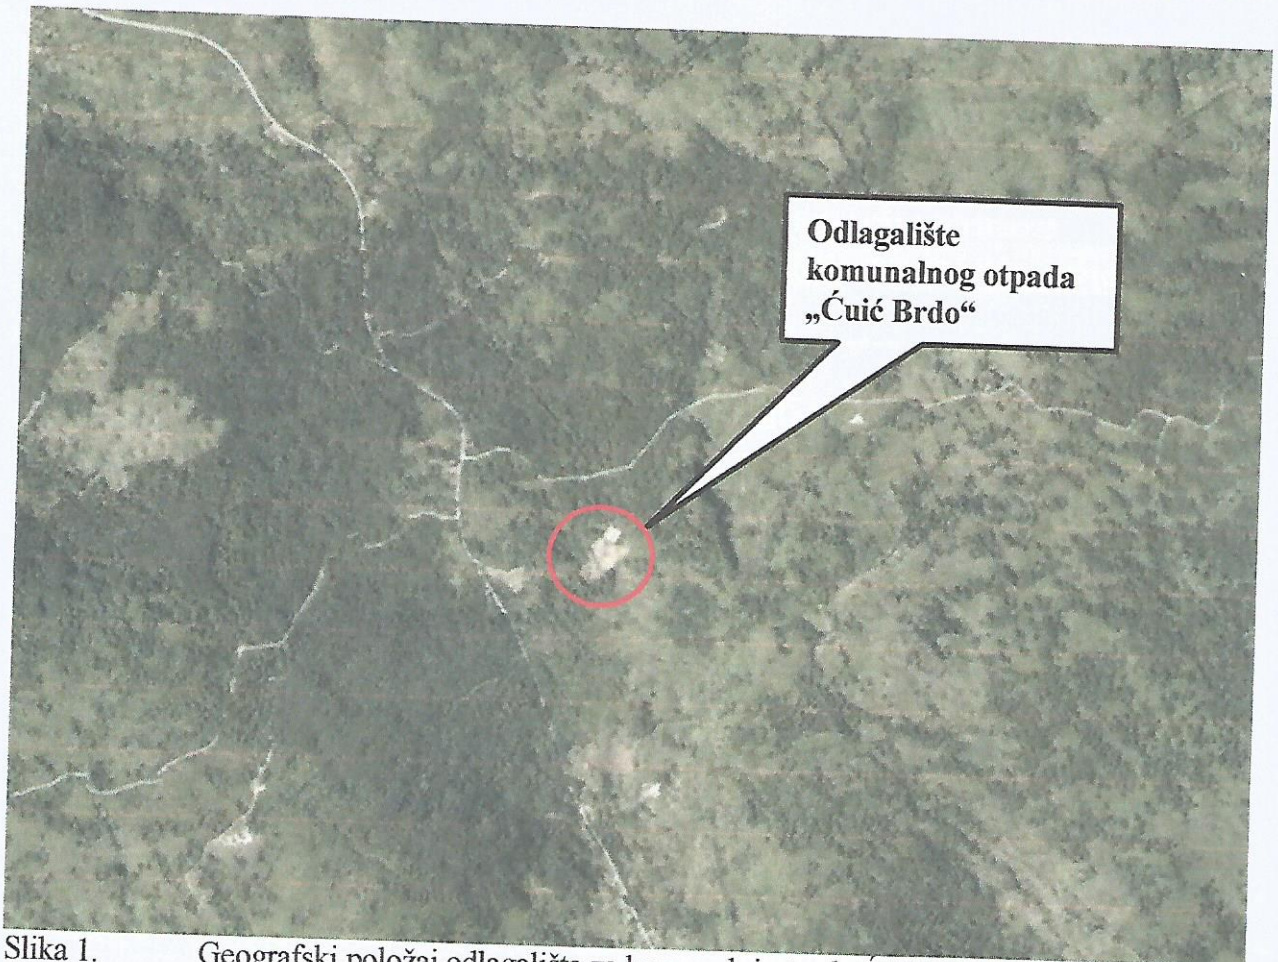 Odlagalište
komunalnog otpada
„Ćuić Brdo“
Slika 1. Geografski položaj odlagališta